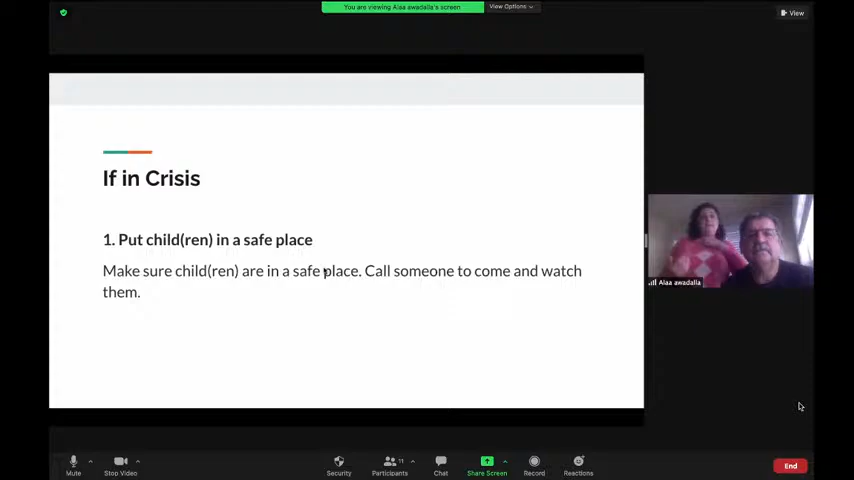 You are viewing Alaa awadalla's screen
View Options
View
If in Crisis
1. Put child(ren) in a safe place
Make sure child(ren) are in a safe place. Call someone to come and watch
them.
Alaa awadalla
Mute
Stop Video
Security
Participants
11
Chat
Share Screen
Record
Reactions
End